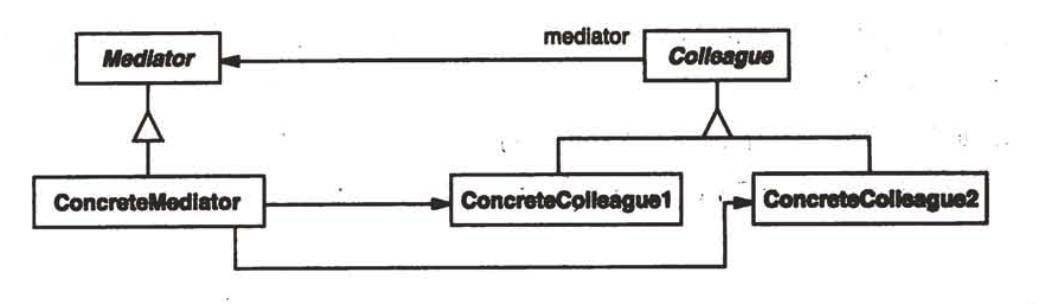 mediator
Mediator
Colleague
ConcreteMediator
ConcreteColleague1
ConcreteColleague2